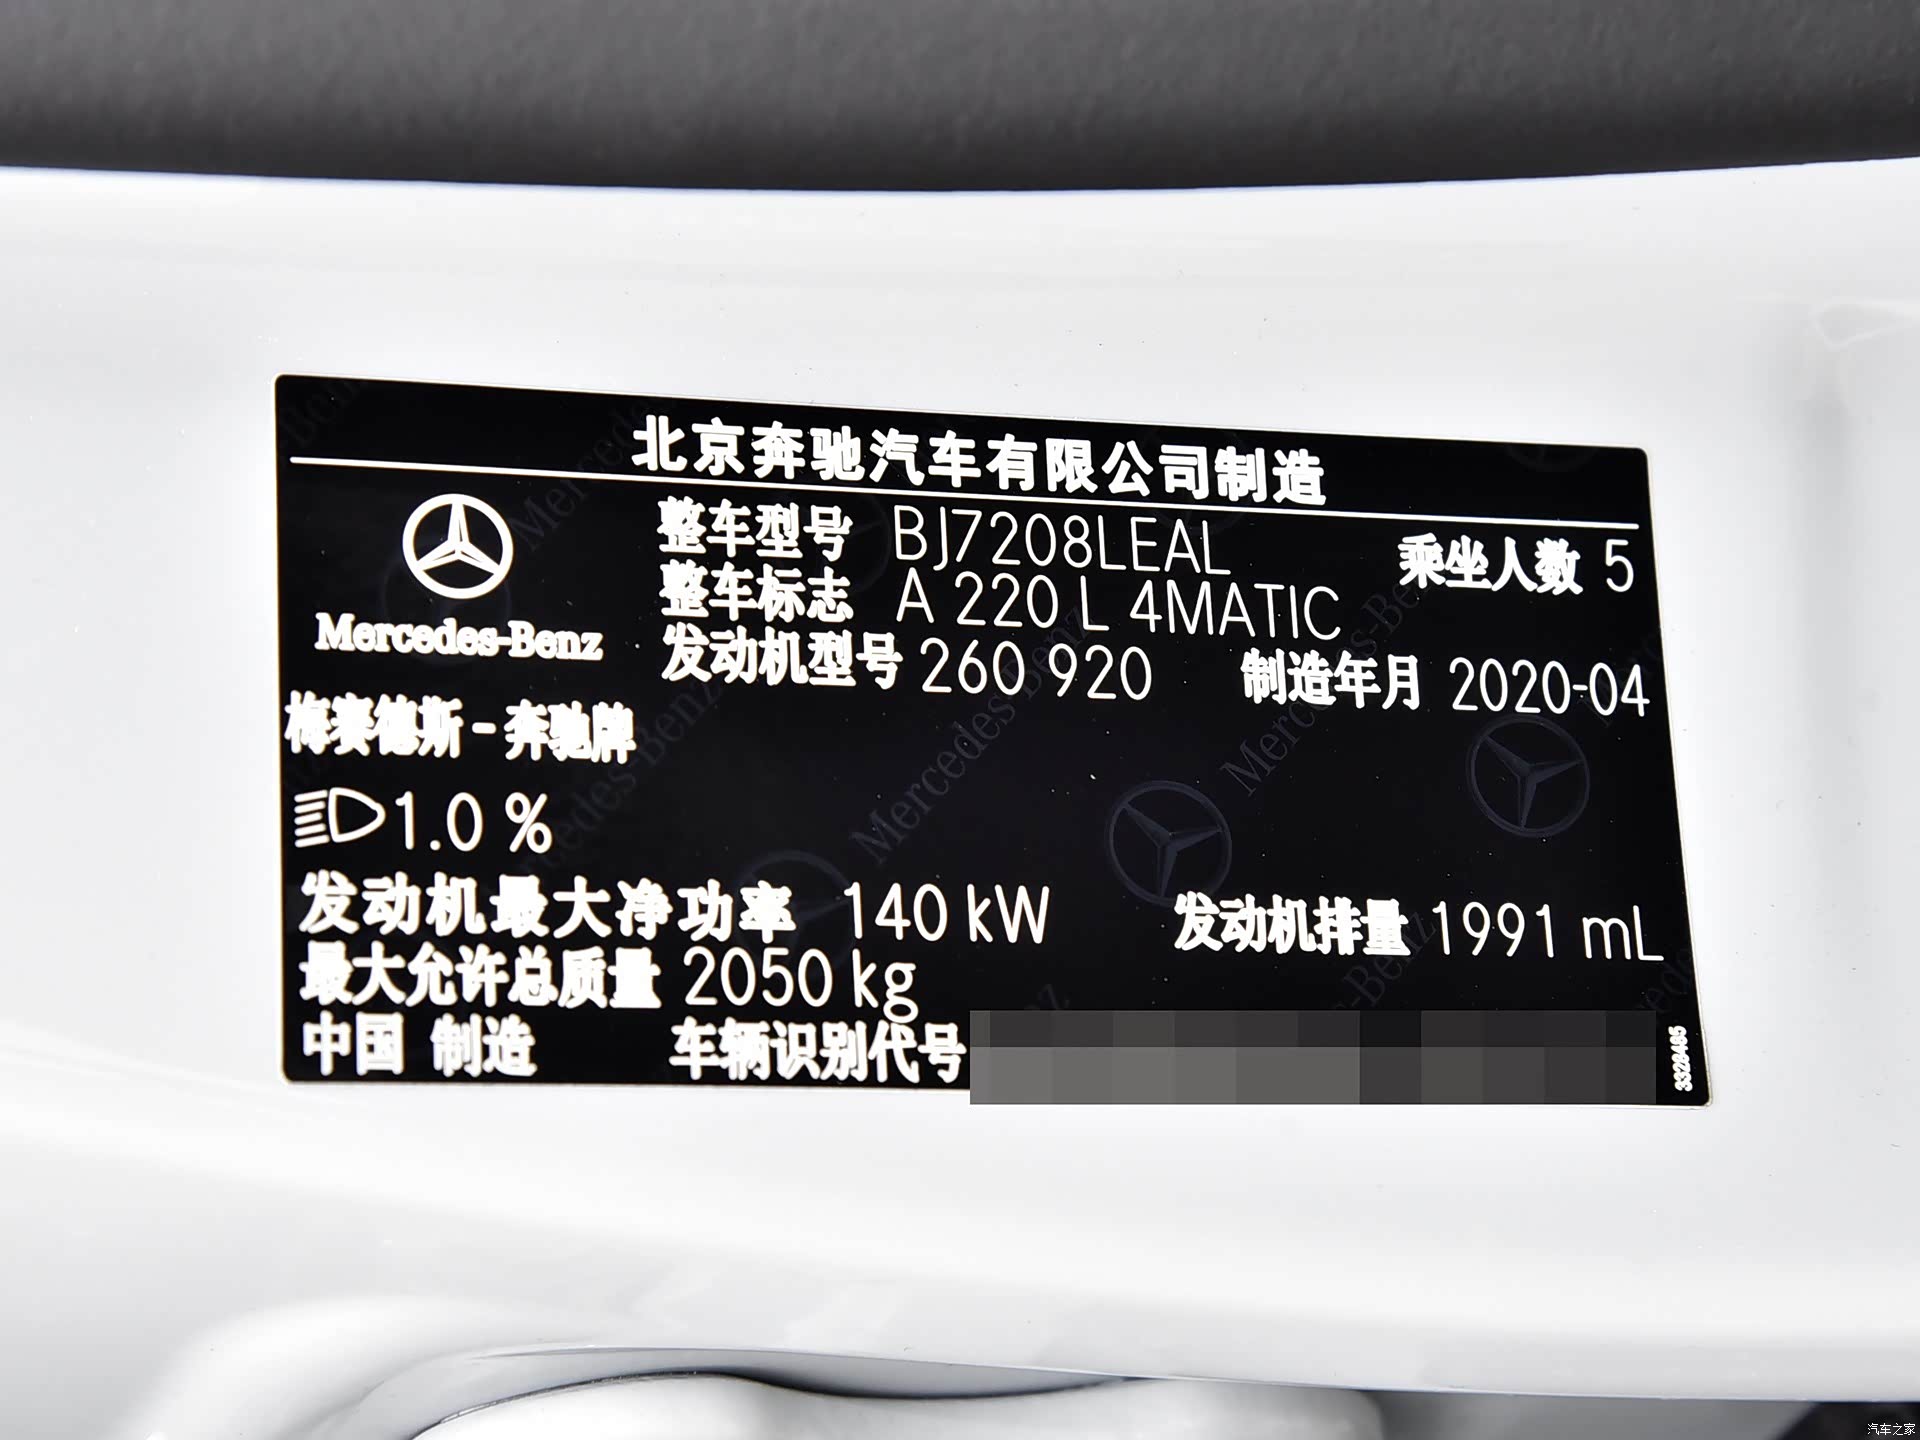 北京奔驰汽车有限公司制造
整车型号 BJ7208LEAL 乘坐人数 5
整车标志 A 220 L 4MATIC
Mercedes-Benz
发动机型号 260 920 制造年月 2020-04
梅赛德斯-奔驰牌
1.0 %
发动机最大净功率 140 kW 发动机排量 1991 mL
最大允许总质量 2050 kg
中国 制造 车辆识别代号
3328485
汽车之家